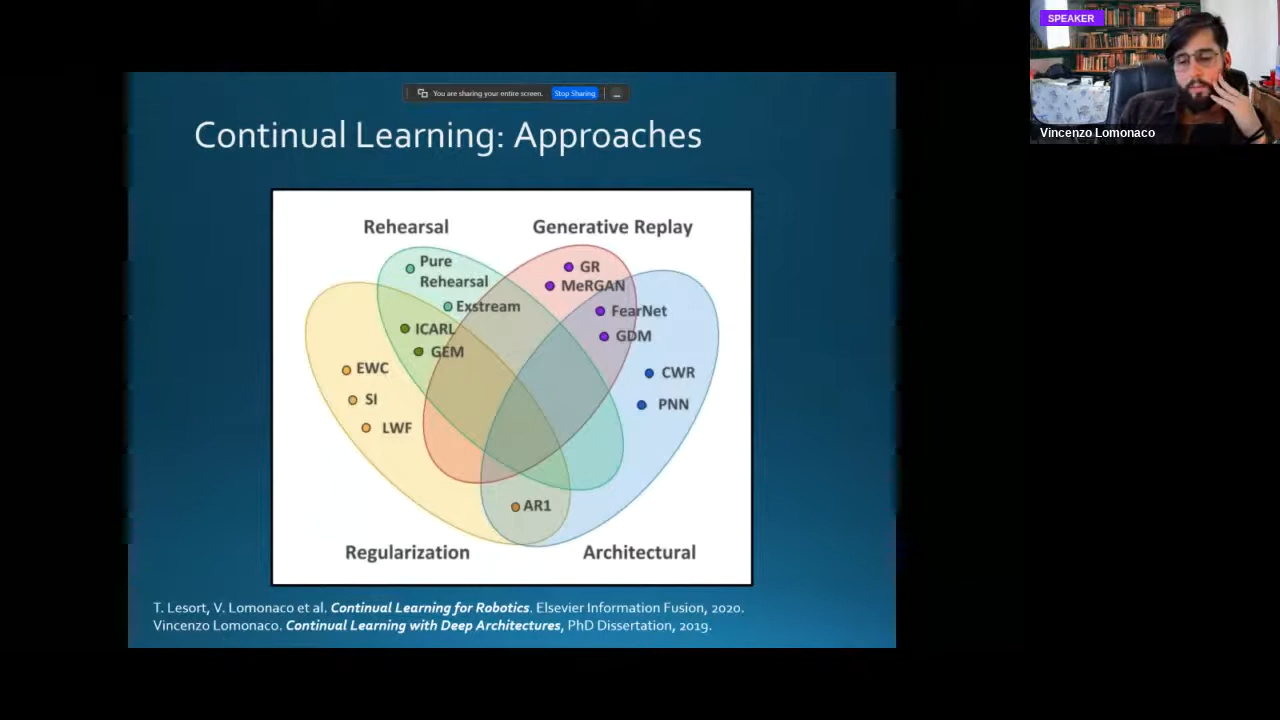 SPEAKER
Vincenzo Lomonaco
You are sharing your entire screen. Stop Sharing
Continual Learning: Approaches
Rehearsal
Generative Replay
Pure
Rehearsal
GR
MeRGAN
Exstream
FearNet
ICARL
GDM
GEM
EWC
CWR
SI
PNN
LWF
AR1
Regularization
Architectural
T. Lesort, V. Lomonaco et al. Continual Learning for Robotics. Elsevier Information Fusion, 2020.
Vincenzo Lomonaco. Continual Learning with Deep Architectures, PhD Dissertation, 2019.